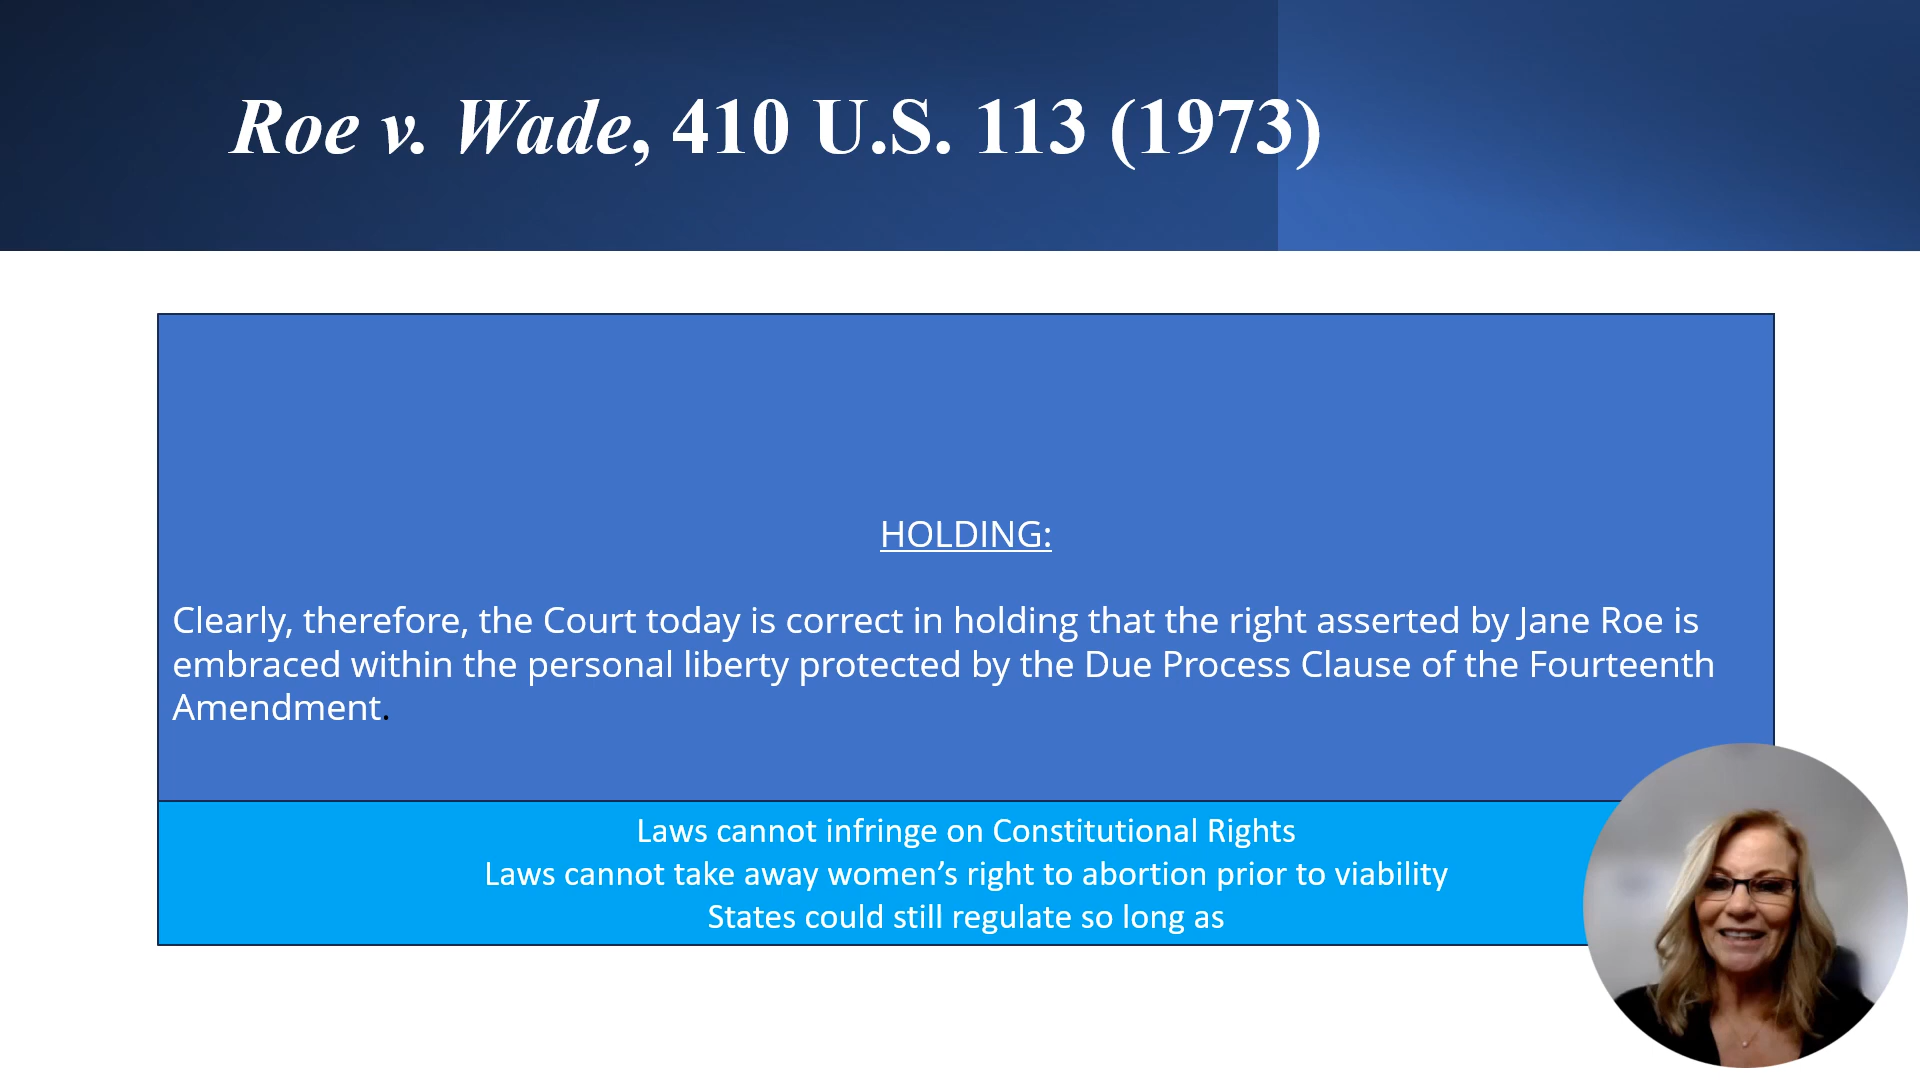 Roe v. Wade, 410 U.S. 113 (1973)
HOLDING:
Clearly, therefore, the Court today is correct in holding that the right asserted by Jane Roe is
embraced within the personal liberty protected by the Due Process Clause of the Fourteenth
Amendment.
Laws cannot infringe on Constitutional Rights
Laws cannot take away women’s right to abortion prior to viability
States could still regulate so long as